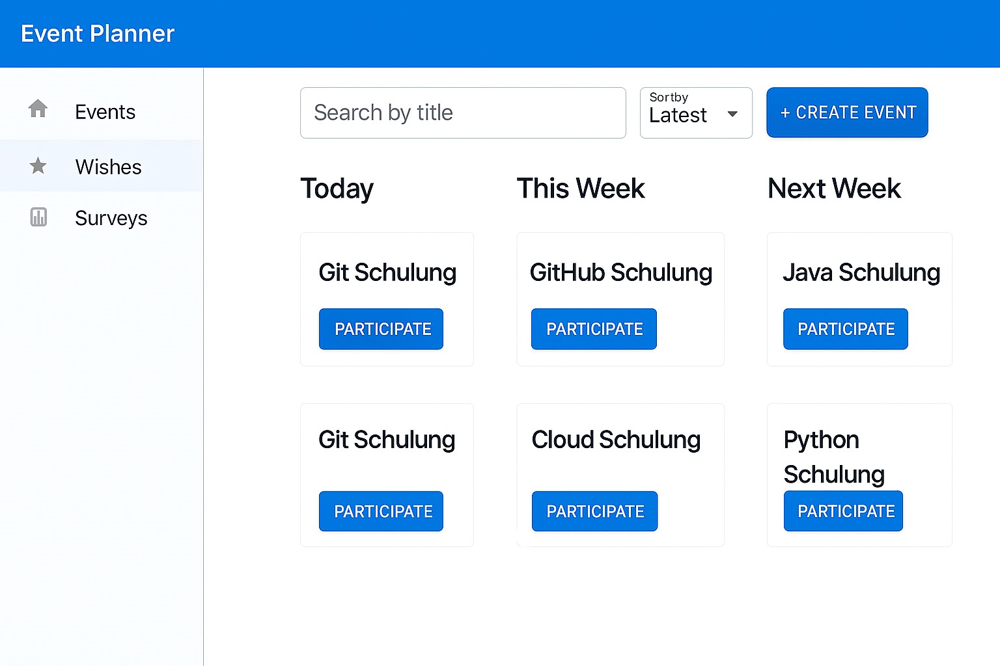 Event Planner
Events
Wishes
Surveys
Search by title
Sortby
Latest
+ CREATE EVENT
Today
This Week
Next Week
Git Schulung
PARTICIPATE
GitHub Schulung
PARTICIPATE
Java Schulung
PARTICIPATE
Git Schulung
PARTICIPATE
Cloud Schulung
PARTICIPATE
Python
Schulung
PARTICIPATE